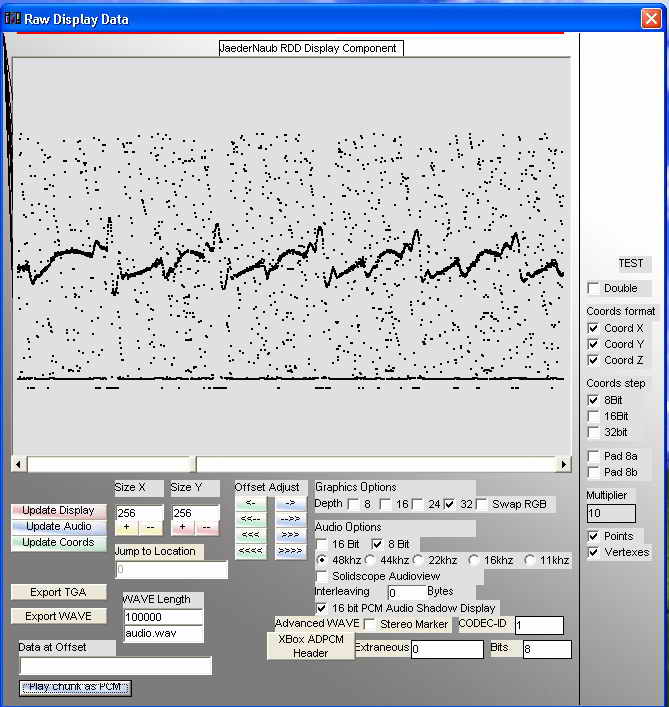 Raw Display Data
JaederNaub RDD Display Component
TEST
Double
Coords format
Coord X
Coord Y
Coord Z
Coords step
8Bit
16Bit
32bit
Pad 8a
Pad 8b
Multiplier
10
Points
Vertexes
Size X Size Y Offset Adjust Graphics Options
Update Display 256 256 <- -> Depth 8 16 24 32 Swap RGB
Update Audio + -- + -- <<-- -->>
Update Coords <<< >>> Audio Options
Jump to Location <<<< >>>> 16 Bit 8 Bit
0 48khz 44khz 22khz 16khz 11khz
Solidscope Audioview
Export TGA WAVE Length Interleaving 0 Bytes
Export WAVE 100000 16 bit PCM Audio Shadow Display
audio.wav Advanced WAVE Stereo Marker CODEC-ID 1
Data at Offset XBox ADPCM Header Extraneous 0 Bits 8
Play chunk as PCM